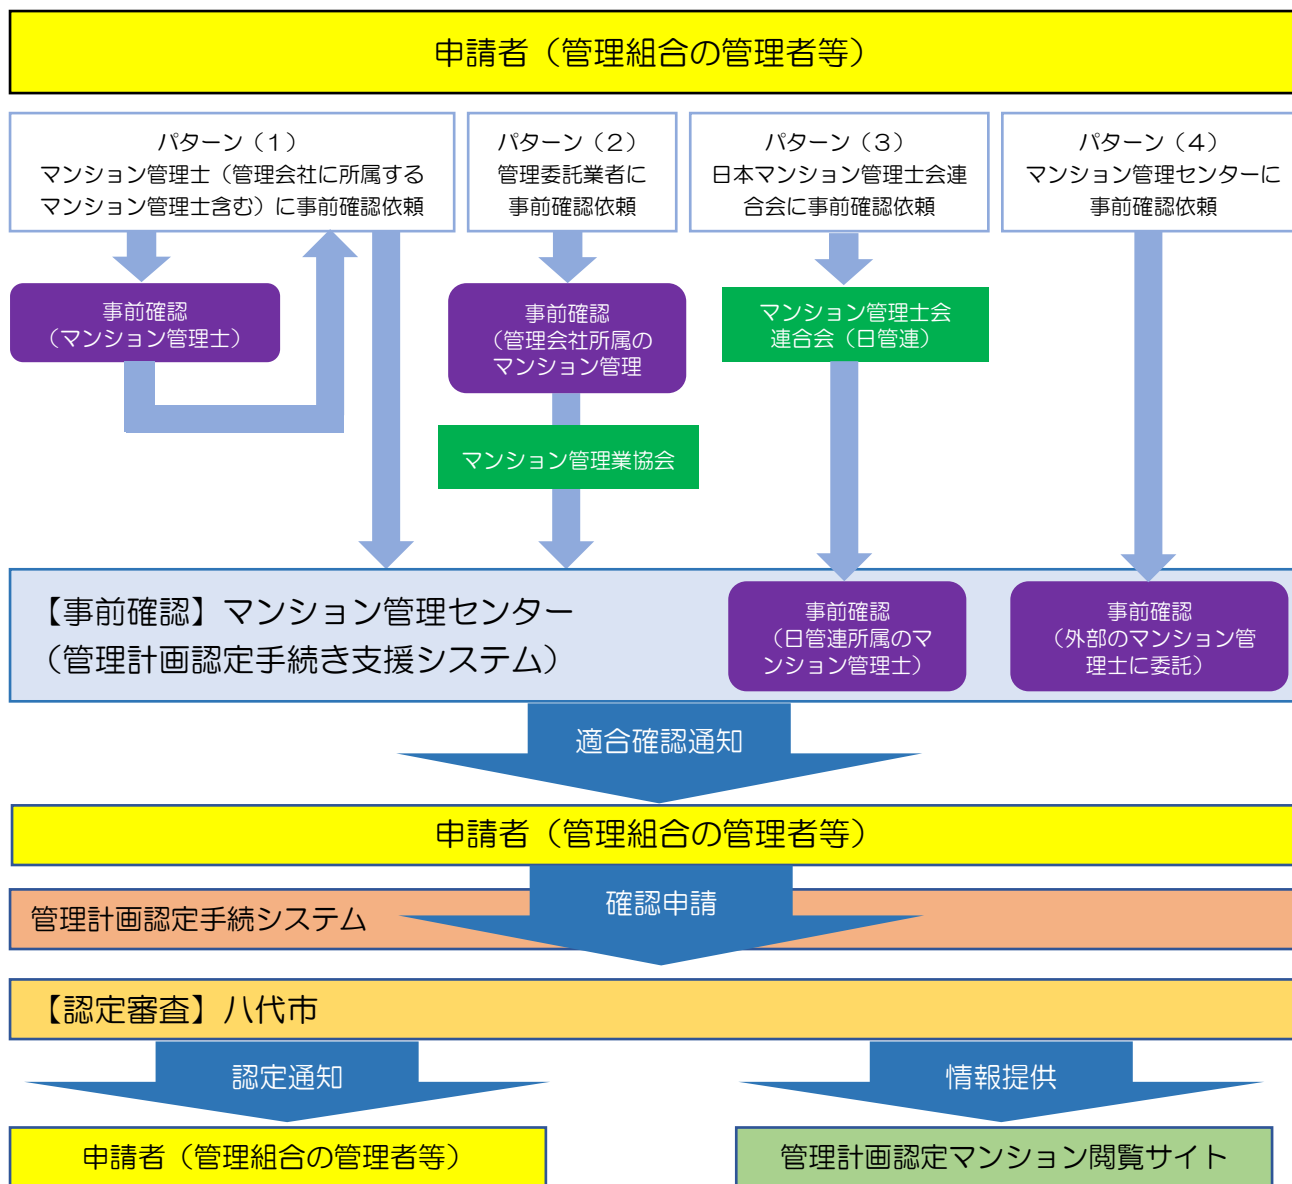 申請者（管理組合の管理者等）
パターン（１）
マンション管理士（管理会社に所属する
マンション管理士含む）に事前確認依頼
パターン（２）
管理委託業者に
事前確認依頼
パターン（３）
日本マンション管理士会連
合会に事前確認依頼
パターン（４）
マンション管理センターに
事前確認依頼
事前確認
（マンション管理士）
事前確認
（管理会社所属の
マンション管理
マンション管理士会
連合会（日管連）
マンション管理業協会
【事前確認】マンション管理センター
（管理計画認定手続き支援システム）
事前確認
（日管連所属のマ
ンション管理士）
事前確認
（外部のマンション管
理士に委託）
適合確認通知
申請者（管理組合の管理者等）
確認申請
管理計画認定手続システム
【認定審査】八代市
認定通知
情報提供
申請者（管理組合の管理者等）
管理計画認定マンション閲覧サイト